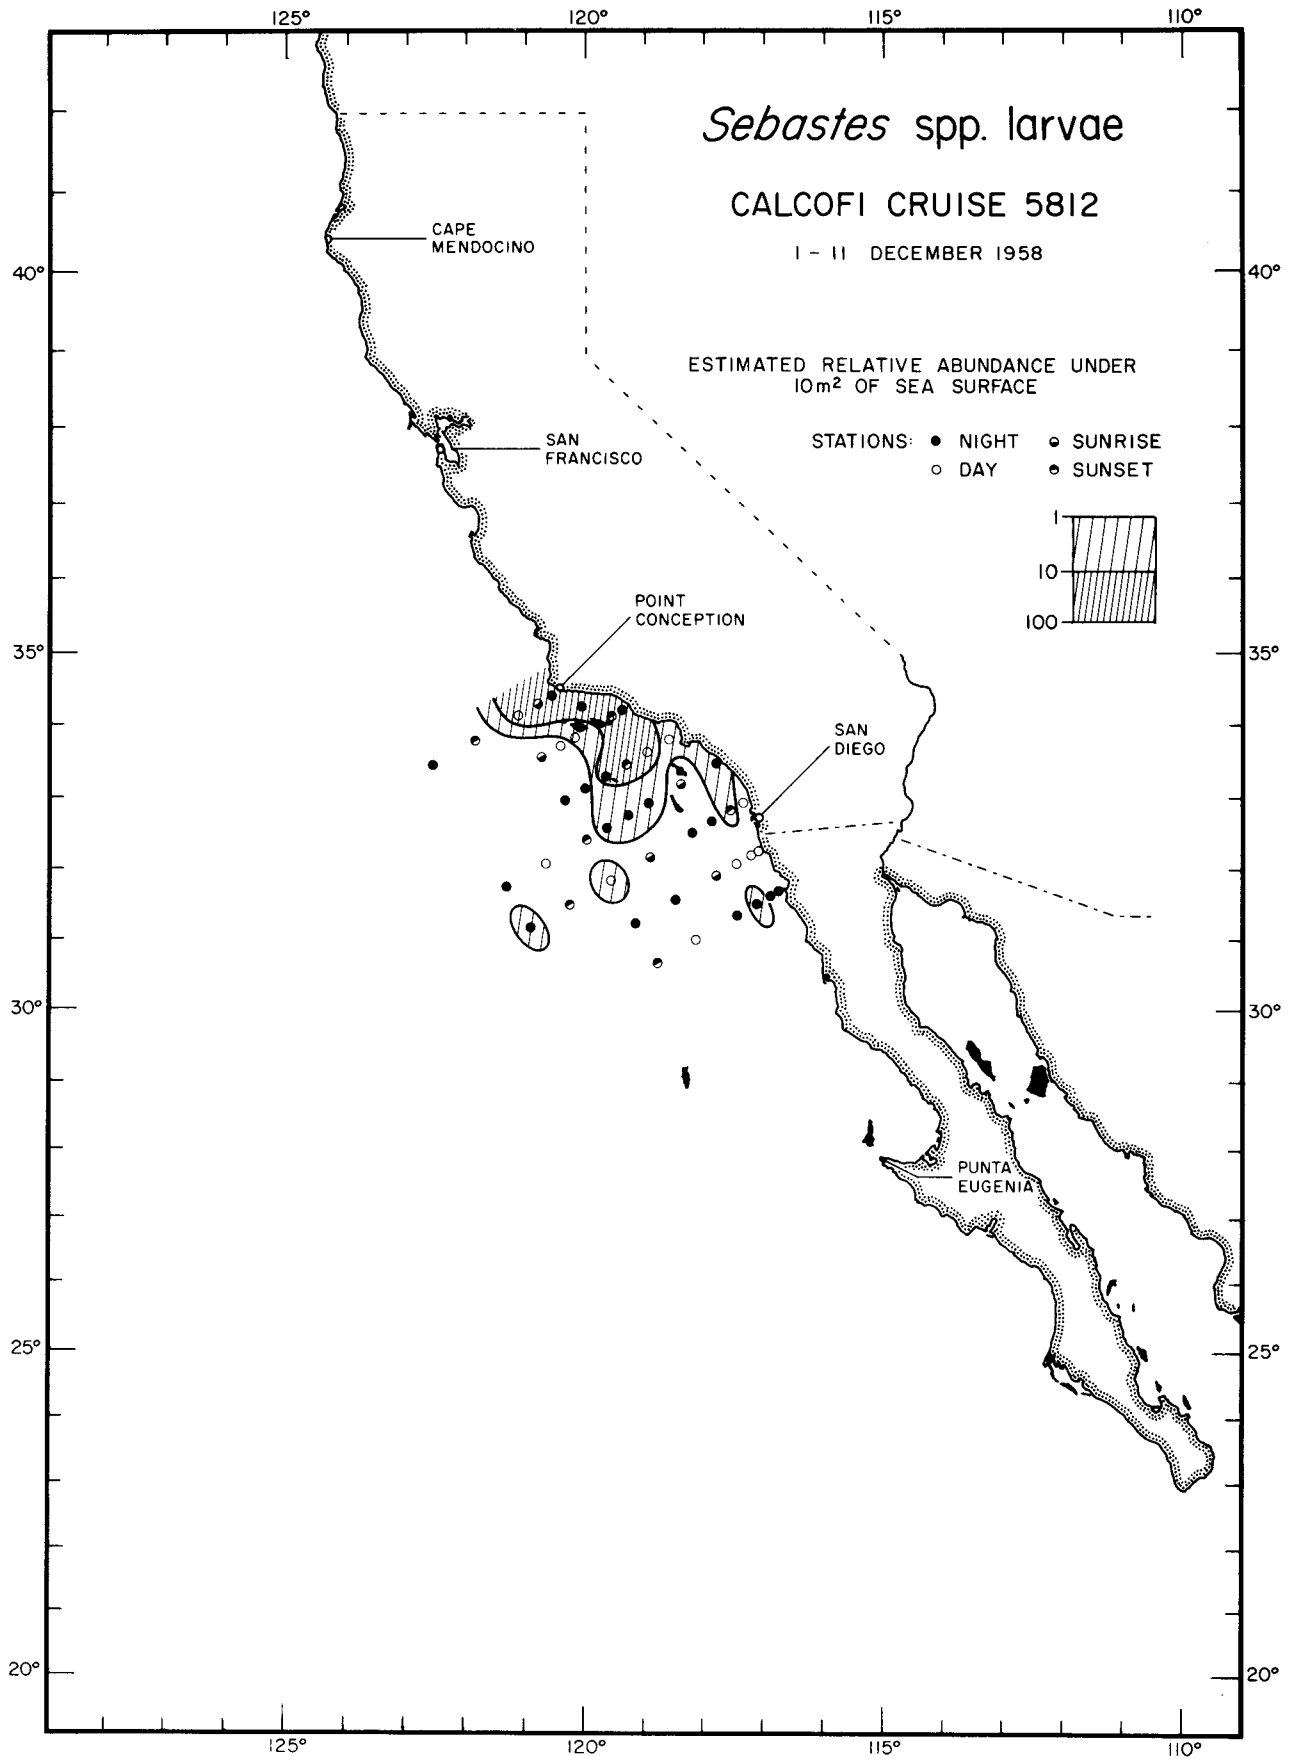 125° 120° 115° 110°
Sebastes spp. larvae
CALCOFI CRUISE 5812
1 - 11 DECEMBER 1958
CAPE
MENDOCINO
40° 40°
ESTIMATED RELATIVE ABUNDANCE UNDER
10m² OF SEA SURFACE
STATIONS: ● NIGHT ◒ SUNRISE
○ DAY ◓ SUNSET
SAN
FRANCISCO
1
10
100
POINT
CONCEPTION
35° 35°
SAN
DIEGO
30° 30°
PUNTA
EUGENIA
25° 25°
20° 20°
125° 120° 115° 110°